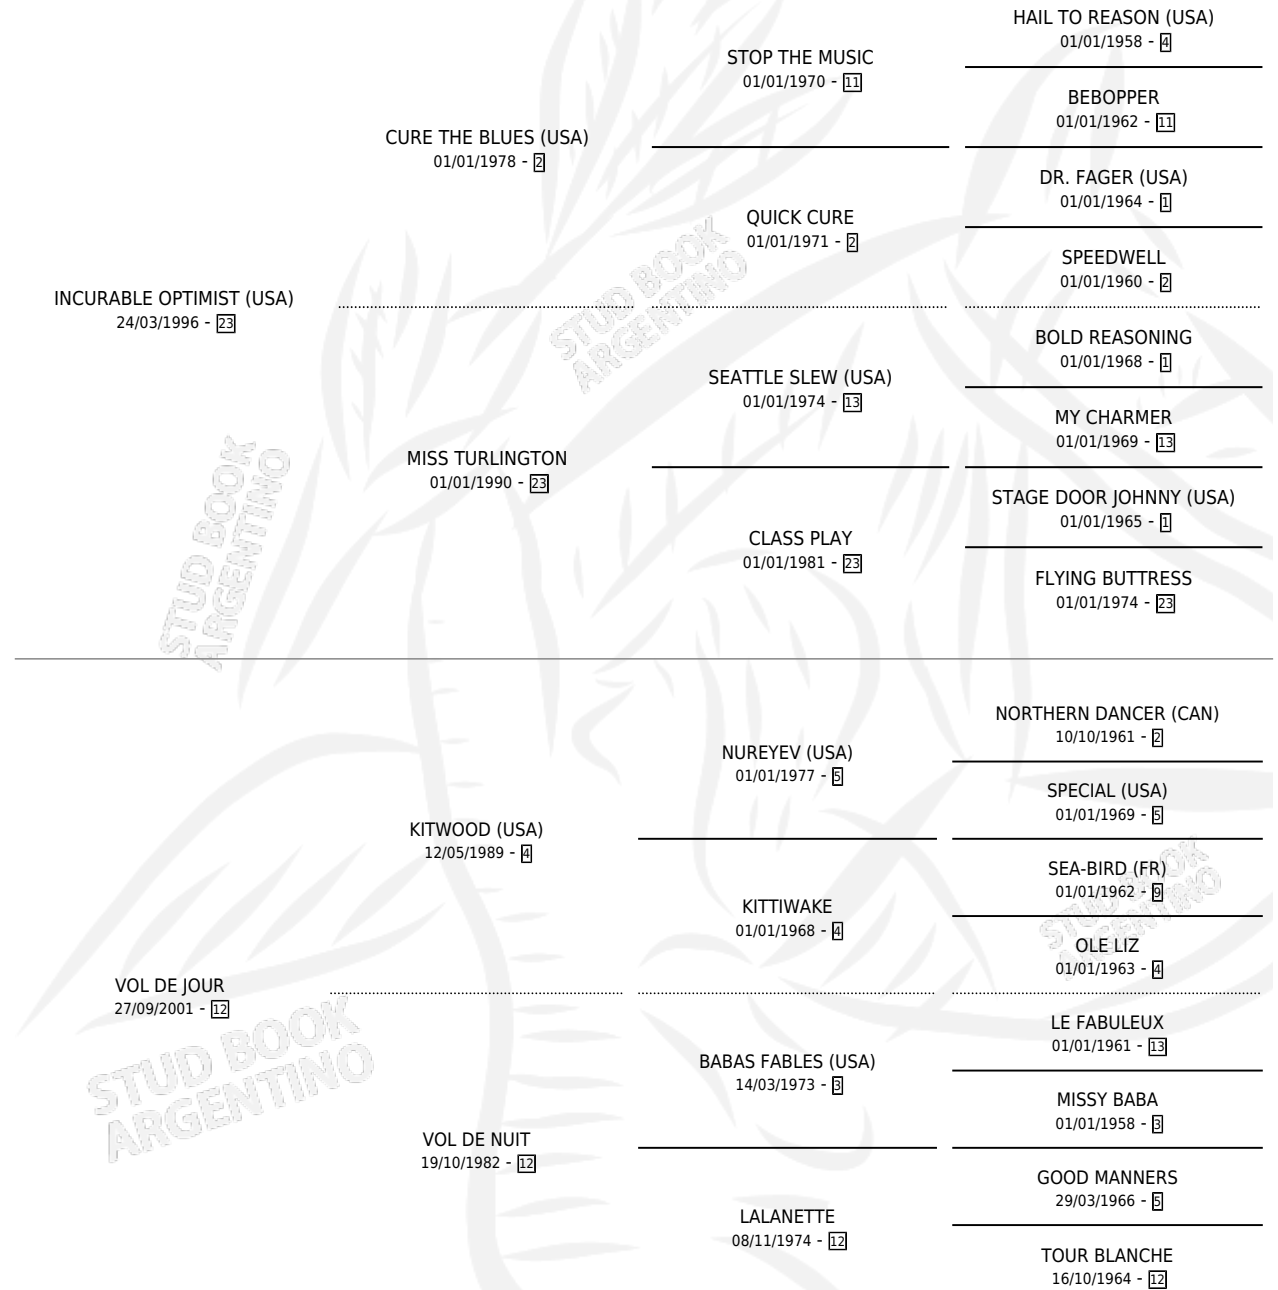 HAIL TO REASON (USA)
01/01/1958 - 4
STOP THE MUSIC
01/01/1970 - 11
BEBOPPER
01/01/1962 - 11
CURE THE BLUES (USA)
01/01/1978 - 2
DR. FAGER (USA)
01/01/1964 - 1
QUICK CURE
01/01/1971 - 2
SPEEDWELL
01/01/1960 - 2
INCURABLE OPTIMIST (USA)
24/03/1996 - 23
STUD BOOK
ARGENTINO
BOLD REASONING
01/01/1968 - 1
SEATTLE SLEW (USA)
01/01/1974 - 13
MY CHARMER
01/01/1969 - 13
MISS TURLINGTON
01/01/1990 - 23
STAGE DOOR JOHNNY (USA)
01/01/1965 - 1
CLASS PLAY
01/01/1981 - 23
FLYING BUTTRESS
01/01/1974 - 23
STUD BOOK
ARGENTINO
NORTHERN DANCER (CAN)
10/10/1961 - 2
NUREYEV (USA)
01/01/1977 - 5
SPECIAL (USA)
01/01/1969 - 5
KITWOOD (USA)
12/05/1989 - 4
SEA-BIRD (FR)
01/01/1962 - 9
KITTIWAKE
01/01/1968 - 4
STUD BOOK
ARGENTINO
OLE LIZ
01/01/1963 - 4
VOL DE JOUR
27/09/2001 - 12
STUD BOOK
ARGENTINO
LE FABULEUX
01/01/1961 - 13
BABAS FABLES (USA)
14/03/1973 - 3
MISSY BABA
01/01/1958 - 3
VOL DE NUIT
19/10/1982 - 12
GOOD MANNERS
29/03/1966 - 5
LALANETTE
08/11/1974 - 12
TOUR BLANCHE
16/10/1964 - 12